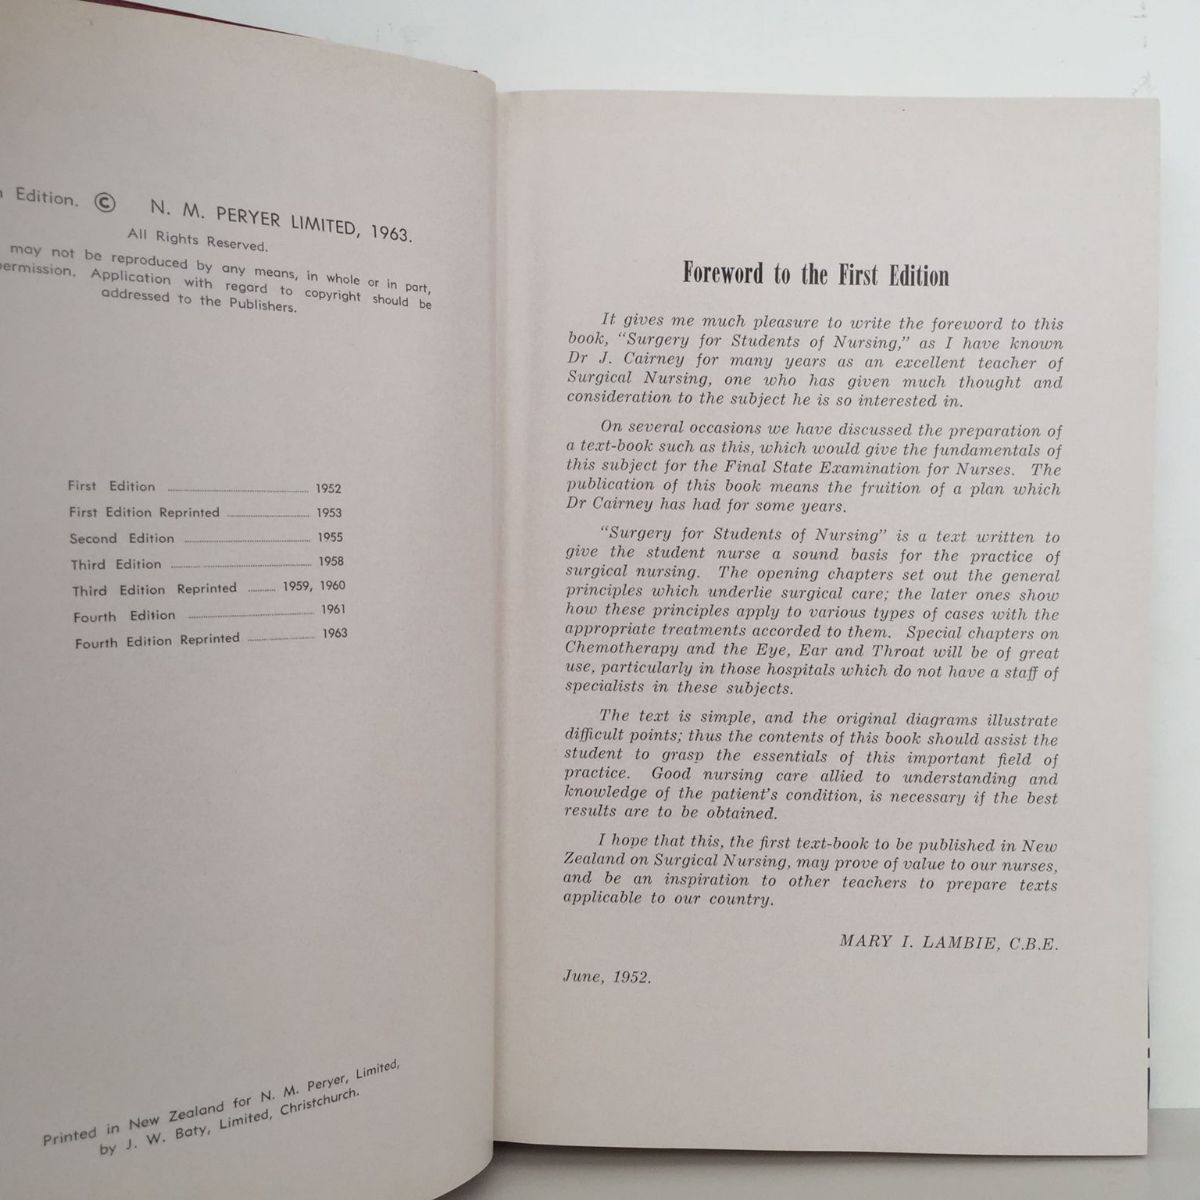 Edition. © N. M. PERYER LIMITED, 1963.
All Rights Reserved.
may not be reproduced by any means, in whole or in part,
permission. Application with regard to copyright should be
addressed to the Publishers.
First Edition 1952
First Edition Reprinted 1953
Second Edition 1955
Third Edition 1958
Third Edition Reprinted 1959, 1960
Fourth Edition 1961
Fourth Edition Reprinted 1963
Printed in New Zealand for N. M. Peryer, Limited,
by J. W. Baty, Limited, Christchurch.
Foreword to the First Edition
It gives me much pleasure to write the foreword to this
book, “Surgery for Students of Nursing,” as I have known
Dr J. Cairney for many years as an excellent teacher of
Surgical Nursing, one who has given much thought and
consideration to the subject he is so interested in.
On several occasions we have discussed the preparation of
a text-book such as this, which would give the fundamentals of
this subject for the Final State Examination for Nurses. The
publication of this book means the fruition of a plan which
Dr Cairney has had for some years.
“Surgery for Students of Nursing” is a text written to
give the student nurse a sound basis for the practice of
surgical nursing. The opening chapters set out the general
principles which underlie surgical care; the later ones show
how these principles apply to various types of cases with the
appropriate treatments accorded to them. Special chapters on
Chemotherapy and the Eye, Ear and Throat will be of great
use, particularly in those hospitals which do not have a staff of
specialists in these subjects.
The text is simple, and the original diagrams illustrate
difficult points; thus the contents of this book should assist the
student to grasp the essentials of this important field of
practice. Good nursing care allied to understanding and
knowledge of the patient’s condition, is necessary if the best
results are to be obtained.
I hope that this, the first text-book to be published in New
Zealand on Surgical Nursing, may prove of value to our nurses,
and be an inspiration to other teachers to prepare texts
applicable to our country.
MARY I. LAMBIE, C.B.E.
June, 1952.